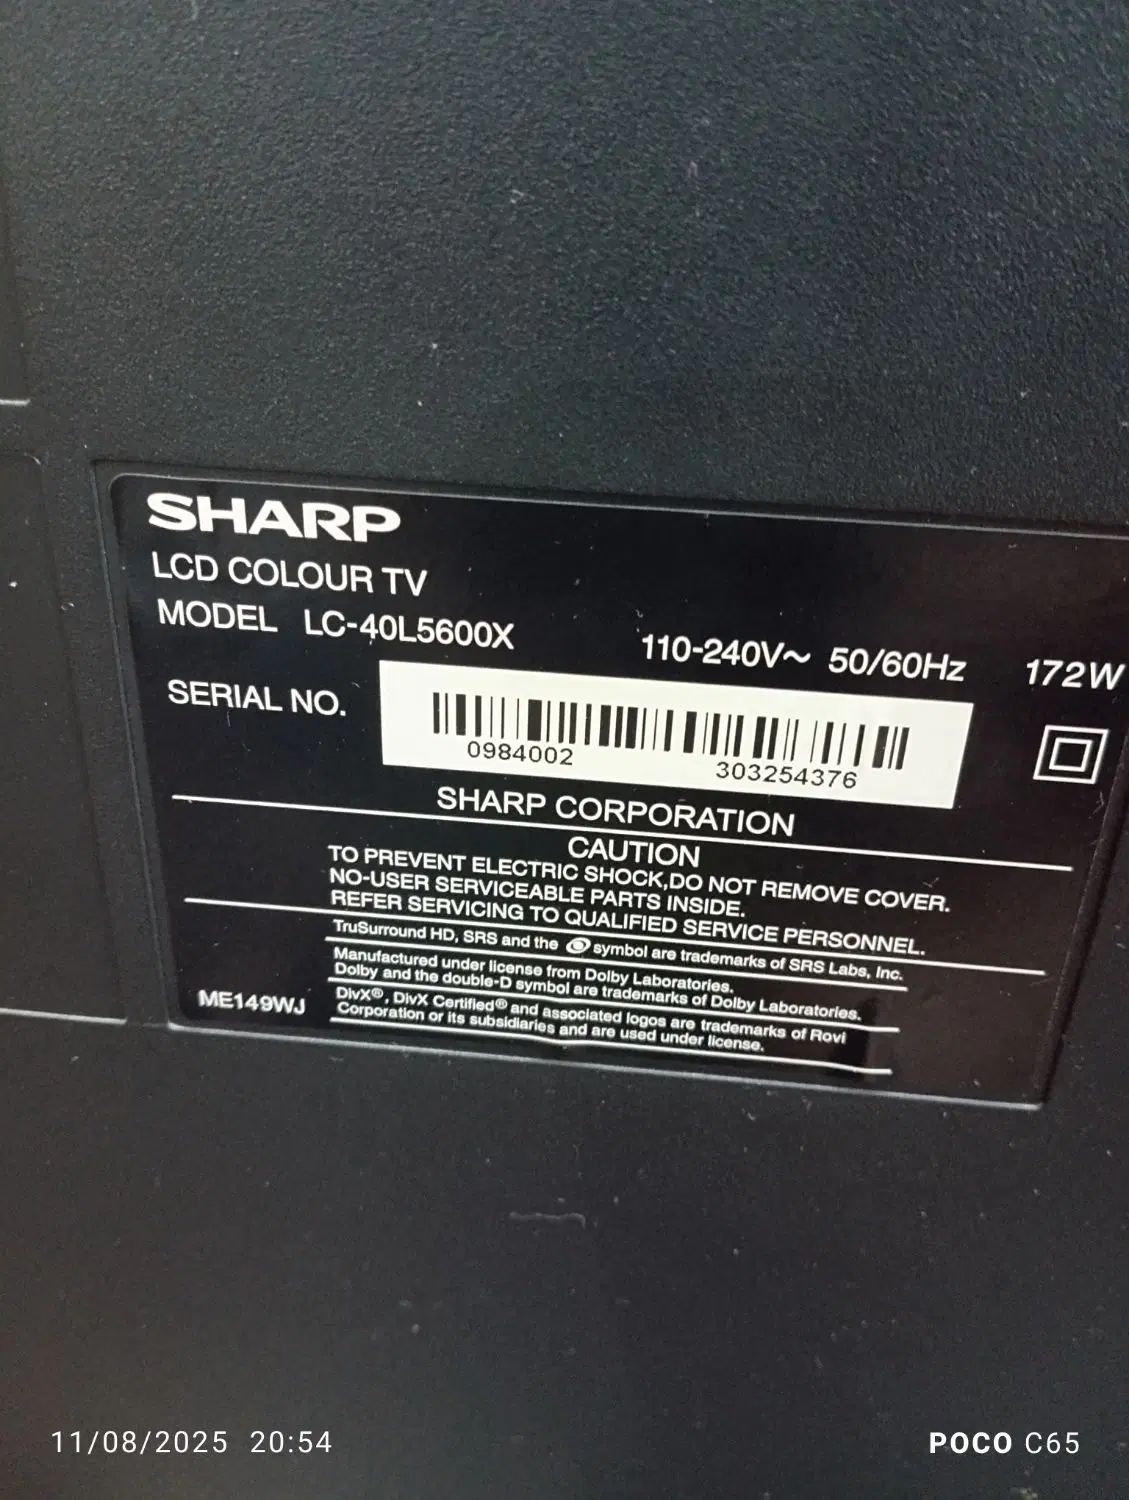 SHARP
LCD COLOUR TV
MODEL LC-40L5600X 110-240V~ 50/60Hz 172W
SERIAL NO.
0984002 303254376
SHARP CORPORATION
CAUTION
TO PREVENT ELECTRIC SHOCK,DO NOT REMOVE COVER.
NO-USER SERVICEABLE PARTS INSIDE.
REFER SERVICING TO QUALIFIED SERVICE PERSONNEL.
TruSurround HD, SRS and the symbol are trademarks of SRS Labs, Inc.
Manufactured under license from Dolby Laboratories.
Dolby and the double-D symbol are trademarks of Dolby Laboratories.
DivX®, DivX Certified® and associated logos are trademarks of Rovi
Corporation or its subsidiaries and are used under license.
ME149WJ
11/08/2025 20:54
POCO C65